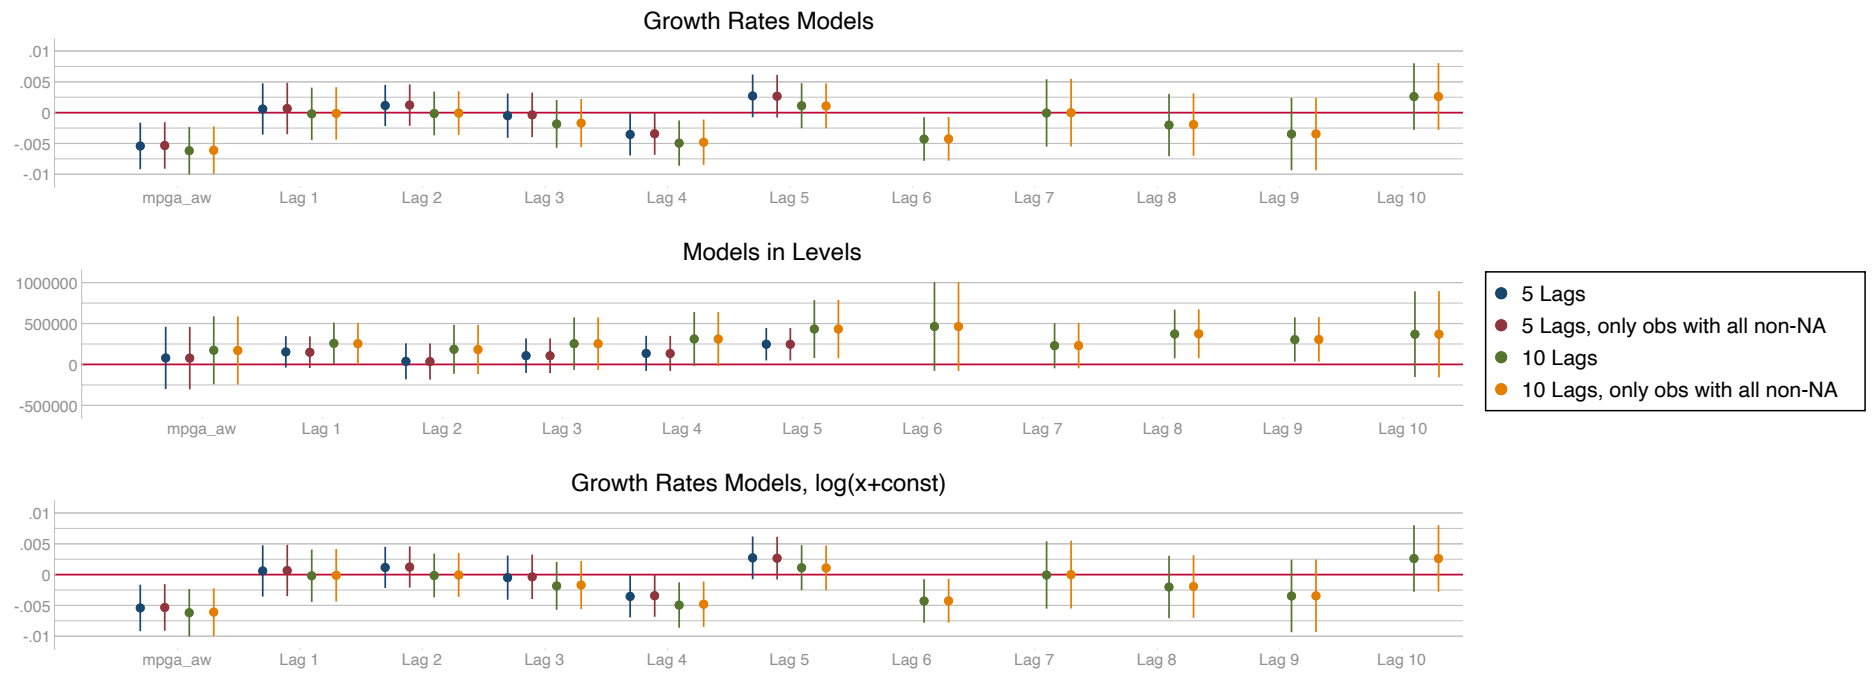 Growth Rates Models
.01
.005
0
-.005
-.01
mpga_aw Lag 1 Lag 2 Lag 3 Lag 4 Lag 5 Lag 6 Lag 7 Lag 8 Lag 9 Lag 10
Models in Levels
1000000
500000
0
-500000
mpga_aw Lag 1 Lag 2 Lag 3 Lag 4 Lag 5 Lag 6 Lag 7 Lag 8 Lag 9 Lag 10
5 Lags
5 Lags, only obs with all non-NA
10 Lags
10 Lags, only obs with all non-NA
Growth Rates Models, log(x+const)
.01
.005
0
-.005
-.01
mpga_aw Lag 1 Lag 2 Lag 3 Lag 4 Lag 5 Lag 6 Lag 7 Lag 8 Lag 9 Lag 10